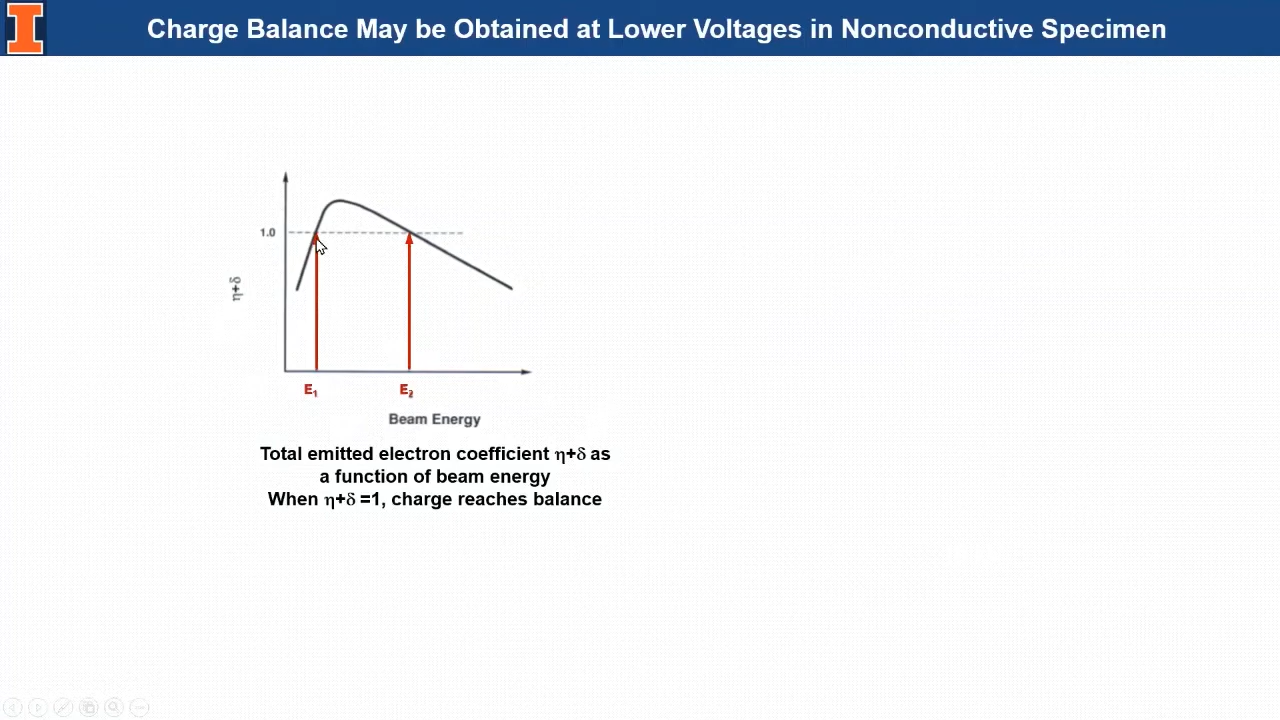 Charge Balance May be Obtained at Lower Voltages in Nonconductive Specimen
1.0
η+δ
E₁
E₂
Beam Energy
Total emitted electron coefficient η+δ as
a function of beam energy
When η+δ =1, charge reaches balance